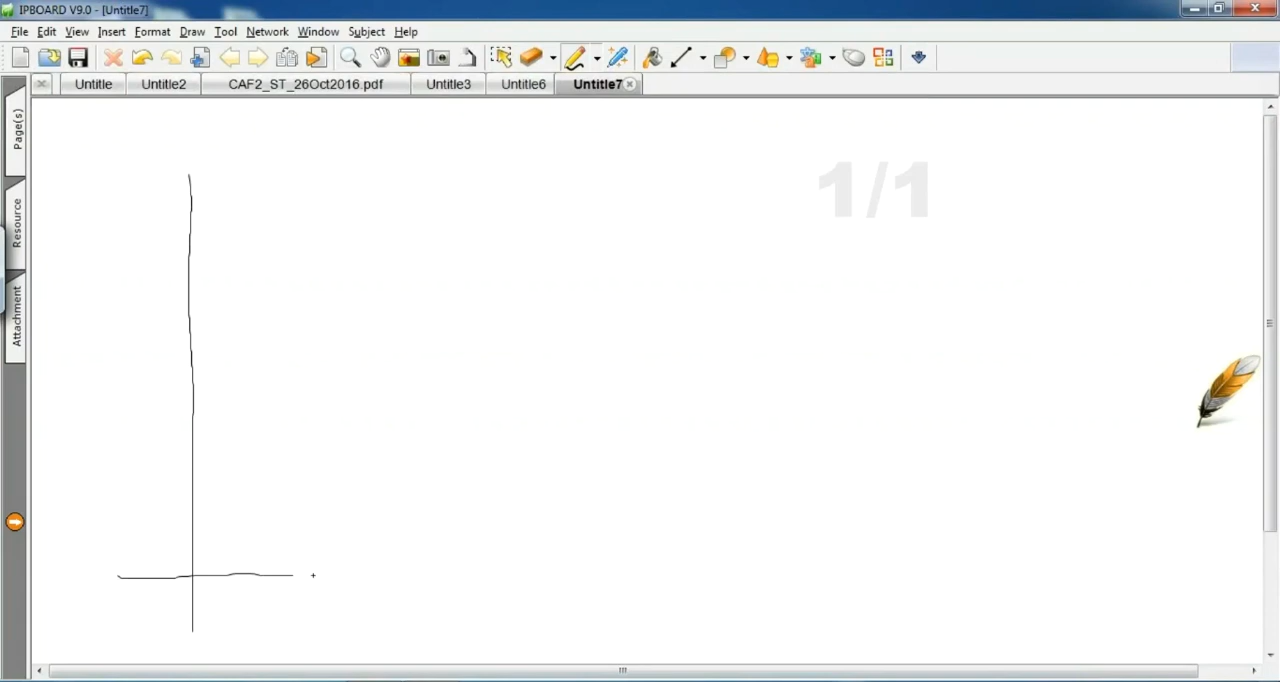 IPBOARD V9.0 - [Untitle7]
File Edit View Insert Format Draw Tool Network Window Subject Help
Untitle Untitle2 CAF2_ST_26Oct2016.pdf Untitle3 Untitle6 Untitle7
Page(s)
Resource
Attachment
1/1